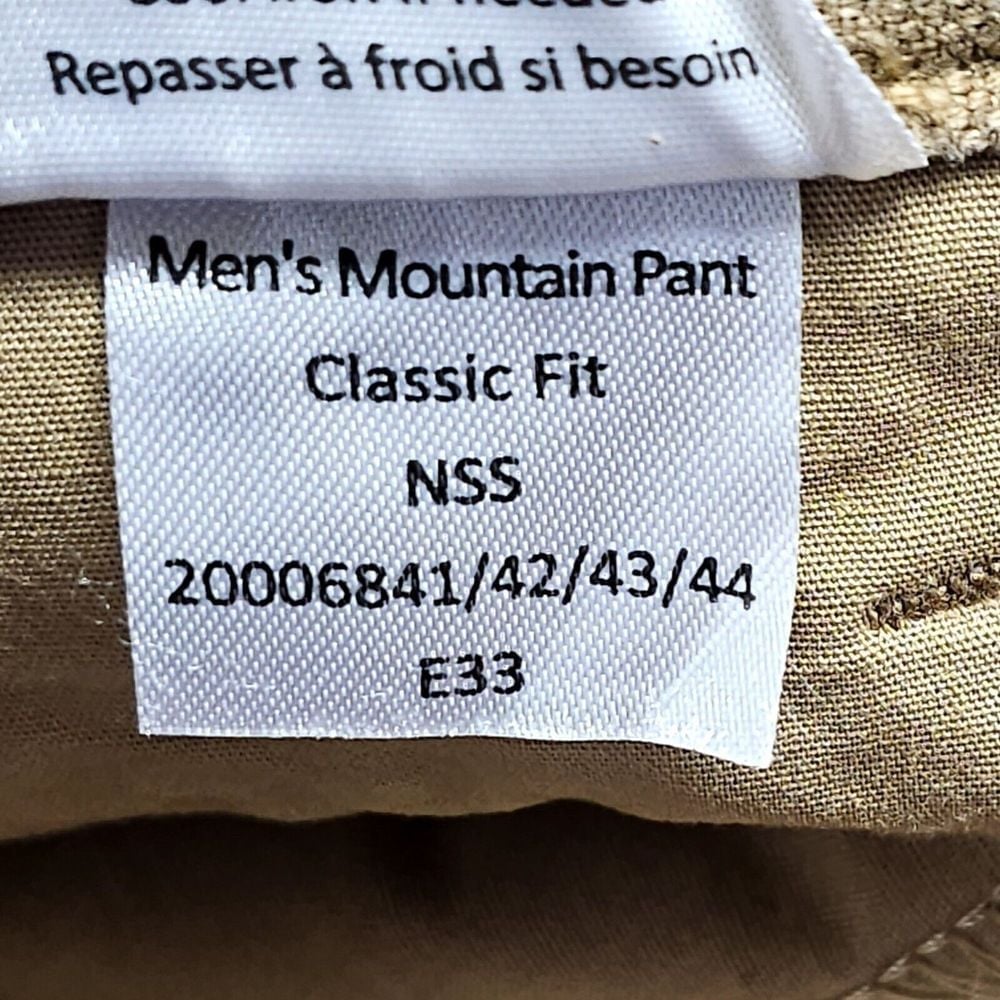 Repasser à froid si besoin
Men's Mountain Pant
Classic Fit
NSS
20006841/42/43/44
E33